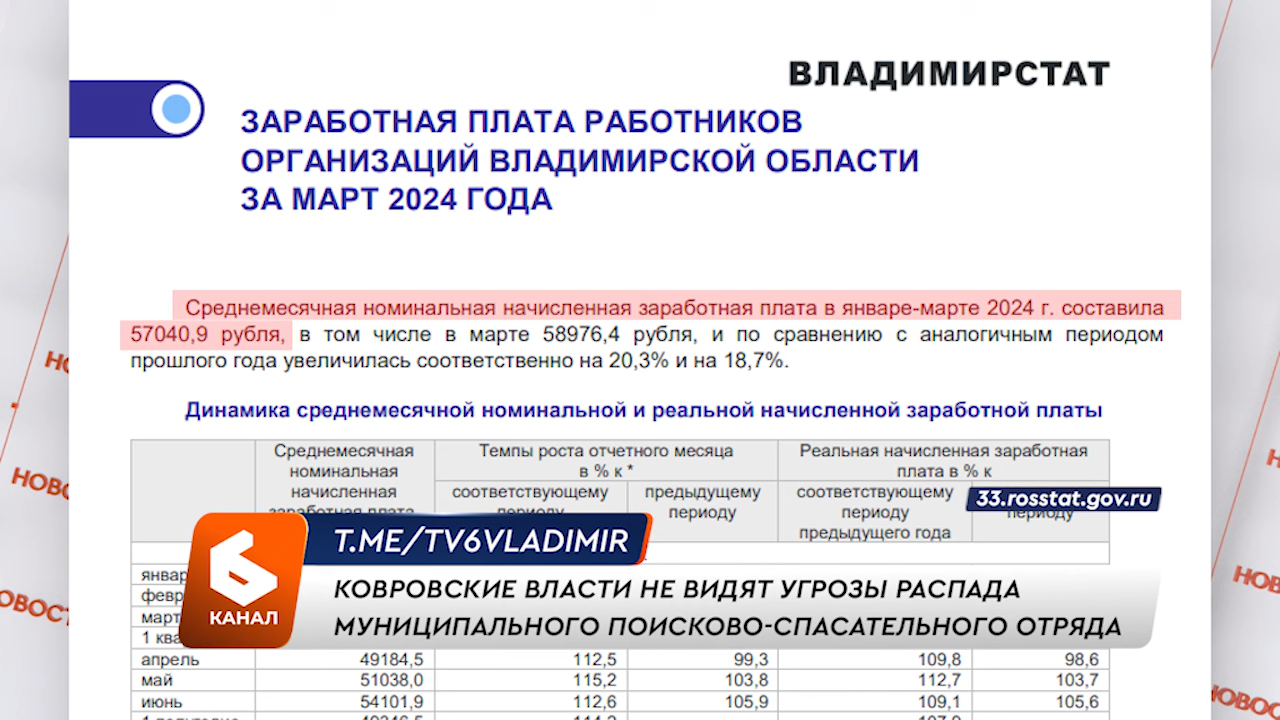 ВЛАДИМИРСТАТ
ЗАРАБОТНАЯ ПЛАТА РАБОТНИКОВ
ОРГАНИЗАЦИЙ ВЛАДИМИРСКОЙ ОБЛАСТИ
ЗА МАРТ 2024 ГОДА
Среднемесячная номинальная начисленная заработная плата в январе-марте 2024 г. составила
57040,9 рубля, в том числе в марте 58976,4 рубля, и по сравнению с аналогичным периодом
прошлого года увеличилась соответственно на 20,3% и на 18,7%.
Динамика среднемесячной номинальной и реальной начисленной заработной платы
Среднемесячная
номинальная
начисленная
заработная плата
Темпы роста отчетного месяца
в % к *
Реальная начисленная заработная
плата в % к
соответствующему
периоду
предыдущему
периоду
соответствующему
периоду
предыдущего года
периоду
33.rosstat.gov.ru
T.ME/TV6VLADIMIR
6
КАНАЛ
КОВРОВСКИЕ ВЛАСТИ НЕ ВИДЯТ УГРОЗЫ РАСПАДА
МУНИЦИПАЛЬНОГО ПОИСКОВО-СПАСАТЕЛЬНОГО ОТРЯДА
апрель 49184,5 112,5 99,3 109,8 98,6
май 51038,0 115,2 103,8 112,7 103,7
июнь 54101,9 112,6 105,9 109,1 105,6